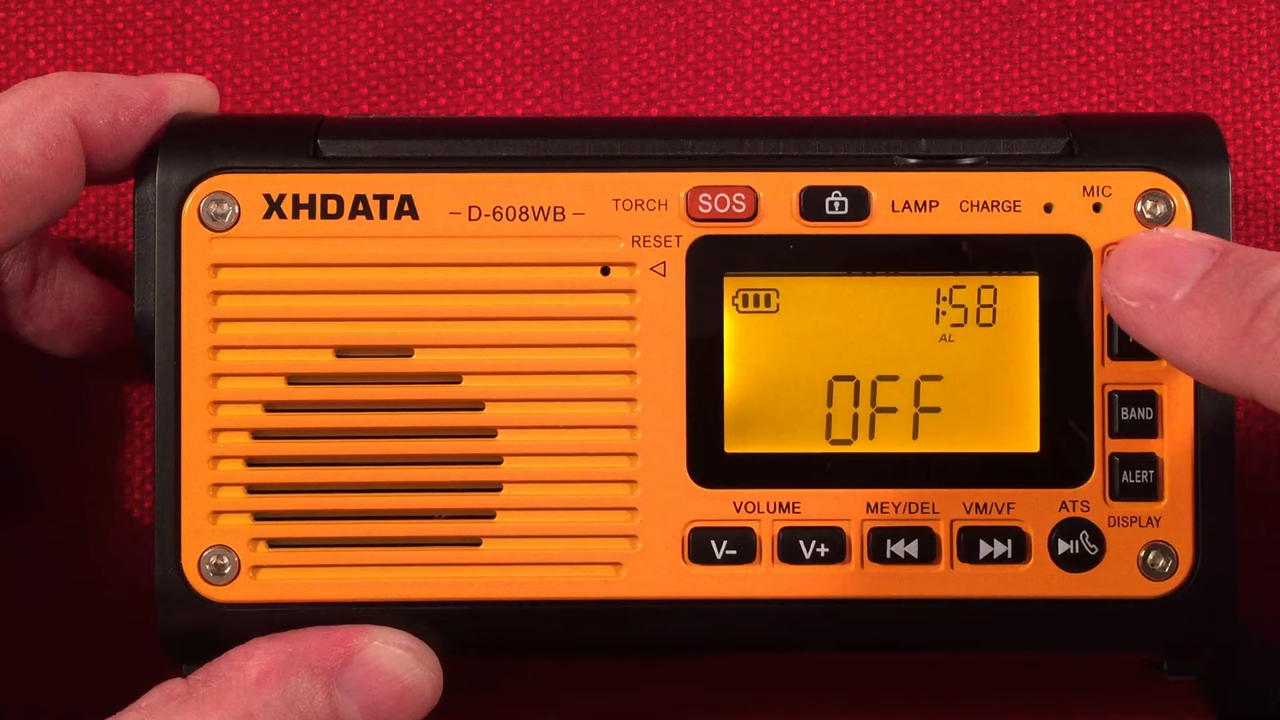 XHDATA
-D-608WB-
TORCH
SOS
LAMP
CHARGE
MIC
RESET
1:58
AL
OFF
BAND
ALERT
VOLUME
MEY/DEL
VM/VF
ATS
DISPLAY
V-
V+